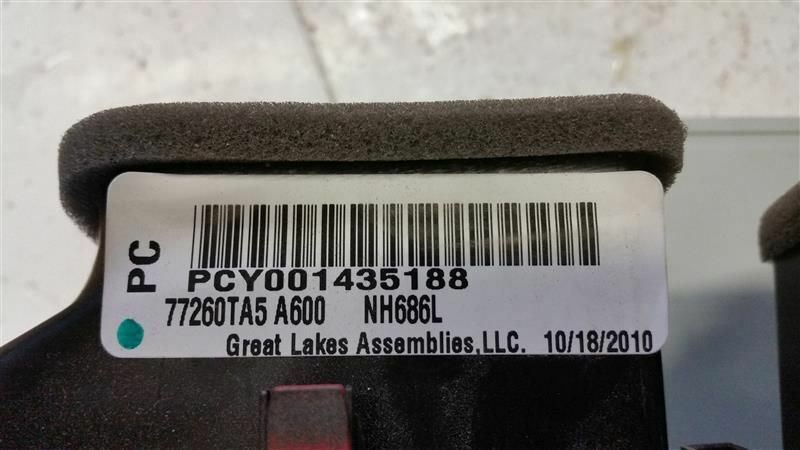 PC
PCY001435188
77260TA5 A600 NH686L
Great Lakes Assemblies,LLC. 10/18/2010